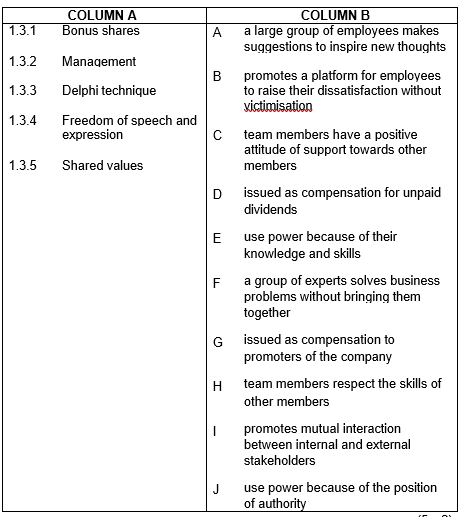 COLUMN A
COLUMN B
1.3.1 Bonus shares
1.3.2 Management
1.3.3 Delphi technique
1.3.4 Freedom of speech and
expression
1.3.5 Shared values
A a large group of employees makes
suggestions to inspire new thoughts
B promotes a platform for employees
to raise their dissatisfaction without
victimisation
C team members have a positive
attitude of support towards other
members
D issued as compensation for unpaid
dividends
E use power because of their
knowledge and skills
F a group of experts solves business
problems without bringing them
together
G issued as compensation to
promoters of the company
H team members respect the skills of
other members
I promotes mutual interaction
between internal and external
stakeholders
J use power because of the position
of authority